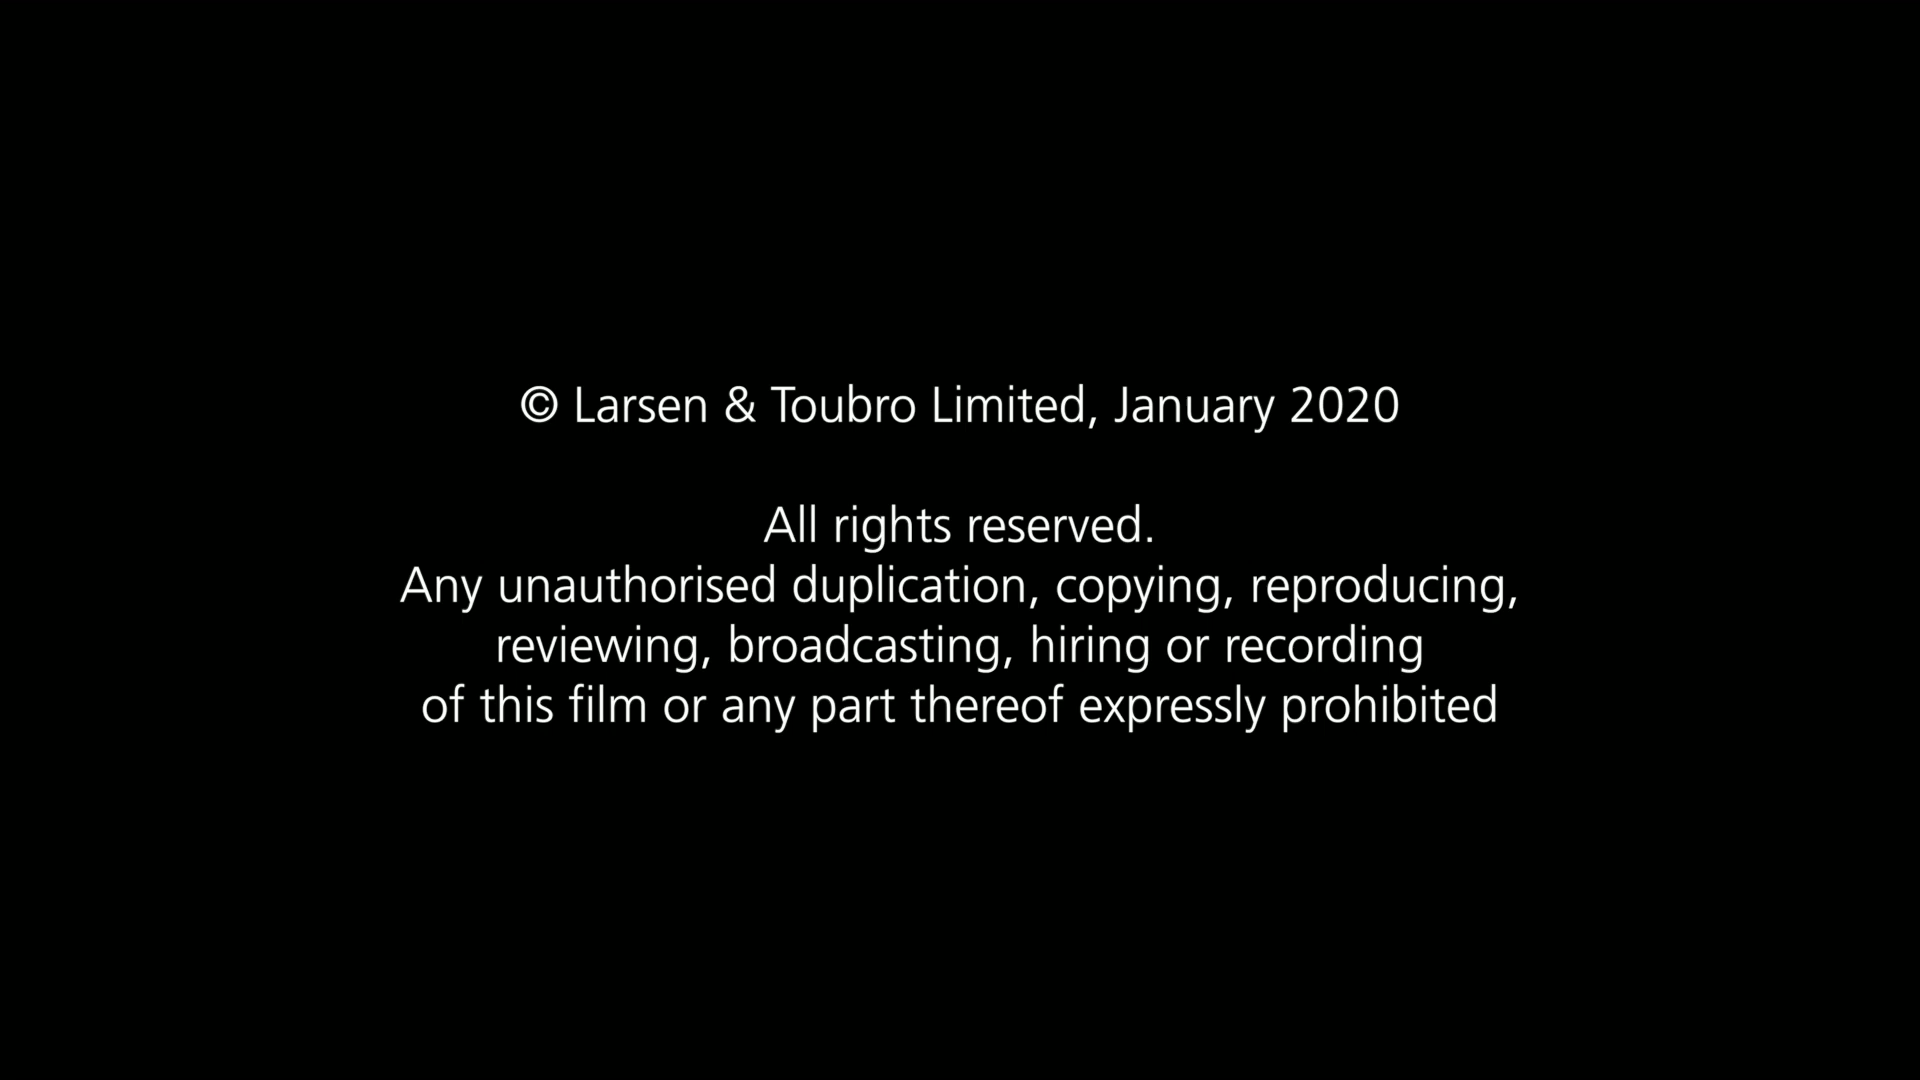 © Larsen & Toubro Limited, January 2020
All rights reserved.
Any unauthorised duplication, copying, reproducing,
reviewing, broadcasting, hiring or recording
of this film or any part thereof expressly prohibited